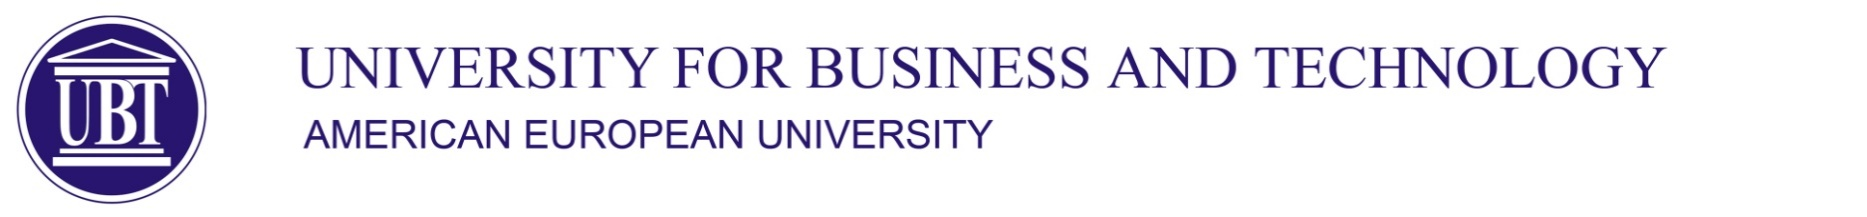 UBT
UNIVERSITY FOR BUSINESS AND TECHNOLOGY
AMERICAN EUROPEAN UNIVERSITY